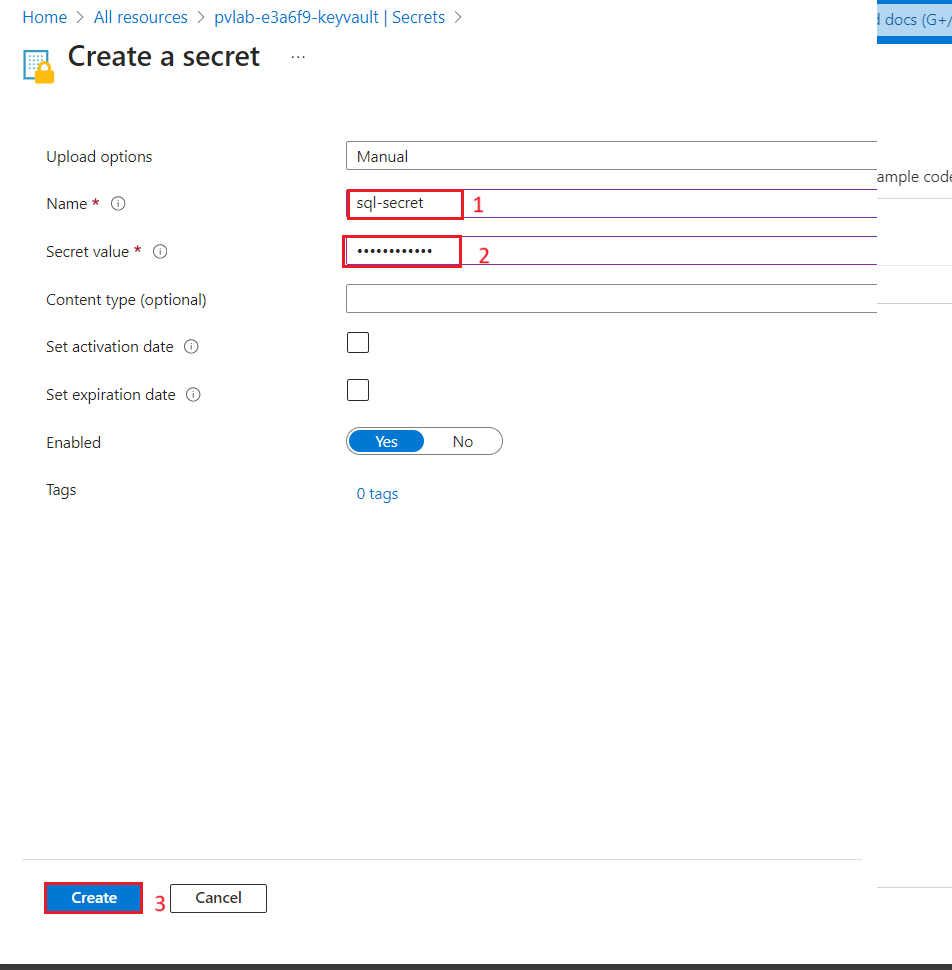 Home > All resources > pvlab-e3a6f9-keyvault | Secrets >
docs (G+/
Create a secret ...
Upload options Manual
ample code
Name * sql-secret 1
Secret value * •••••••••••• 2
Content type (optional)
Set activation date
Set expiration date
Enabled Yes No
Tags 0 tags
Create 3 Cancel